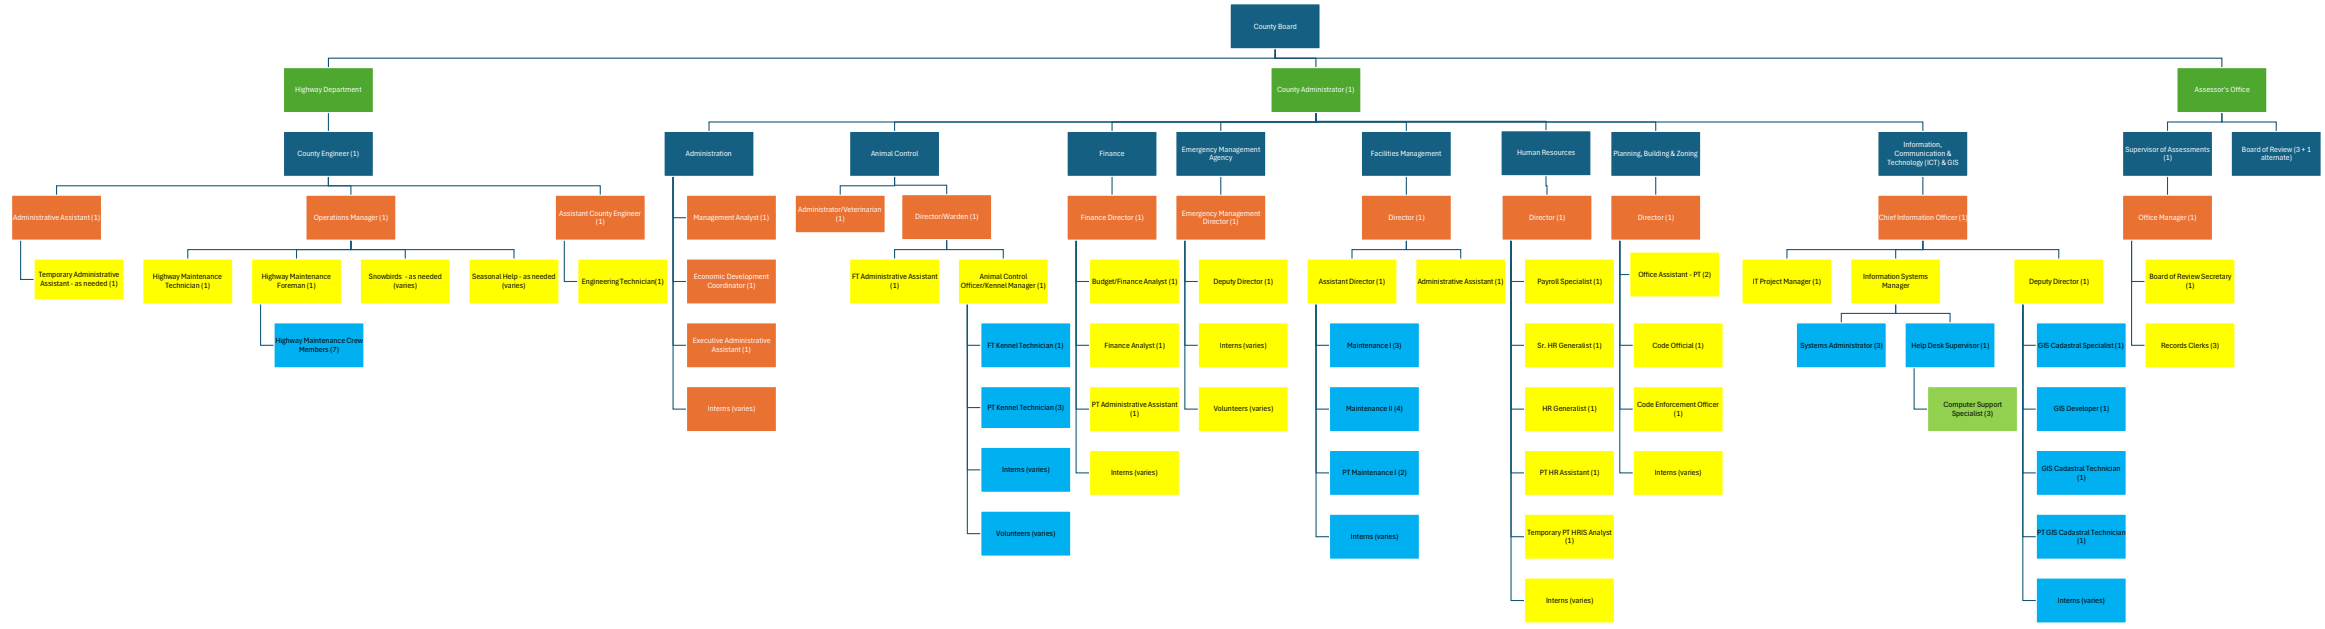 County Board
Highway Department
County Administrator (1)
Assessor's Office
County Engineer (1)
Administration
Animal Control
Finance
Emergency Management
Agency
Facilities Management
Human Resources
Planning, Building & Zoning
Information,
Communication &
Technology (ICT) & GIS
Supervisor of Assessments
(1)
Board of Review (3 + 1
alternate)
Administrative Assistant (1)
Operations Manager (1)
Assistant County Engineer
(1)
Management Analyst (1)
Administrator/Veterinarian
(1)
Director/Warden (1)
Finance Director (1)
Emergency Management
Director (1)
Director (1)
Director (1)
Director (1)
Chief Information Officer (1)
Office Manager (1)
Temporary Administrative
Assistant - as needed (1)
Highway Maintenance
Technician (1)
Highway Maintenance
Foreman (1)
Snowbirds - as needed
(varies)
Seasonal Help - as needed
(varies)
Engineering Technician(1)
Economic Development
Coordinator (1)
FT Administrative Assistant
(1)
Animal Control
Officer/Kennel Manager (1)
Budget/Finance Analyst (1)
Deputy Director (1)
Assistant Director (1)
Administrative Assistant (1)
Payroll Specialist (1)
Office Assistant - PT (2)
IT Project Manager (1)
Information Systems
Manager
Deputy Director (1)
Board of Review Secretary
(1)
Highway Maintenance Crew
Members (7)
Executive Administrative
Assistant (1)
FT Kennel Technician (1)
Finance Analyst (1)
Interns (varies)
Maintenance I (3)
Sr. HR Generalist (1)
Code Official (1)
Systems Administrator (3)
Help Desk Supervisor (1)
GIS Cadastral Specialist (1)
Records Clerks (3)
Interns (varies)
PT Kennel Technician (3)
PT Administrative Assistant
(1)
Volunteers (varies)
Maintenance II (4)
HR Generalist (1)
Code Enforcement Officer
(1)
Computer Support
Specialist (3)
GIS Developer (1)
Interns (varies)
Interns (varies)
PT Maintenance I (2)
PT HR Assistant (1)
Interns (varies)
GIS Cadastral Technician
(1)
Volunteers (varies)
Interns (varies)
Temporary PT HRIS Analyst
(1)
PT GIS Cadastral Technician
(1)
Interns (varies)
Interns (varies)